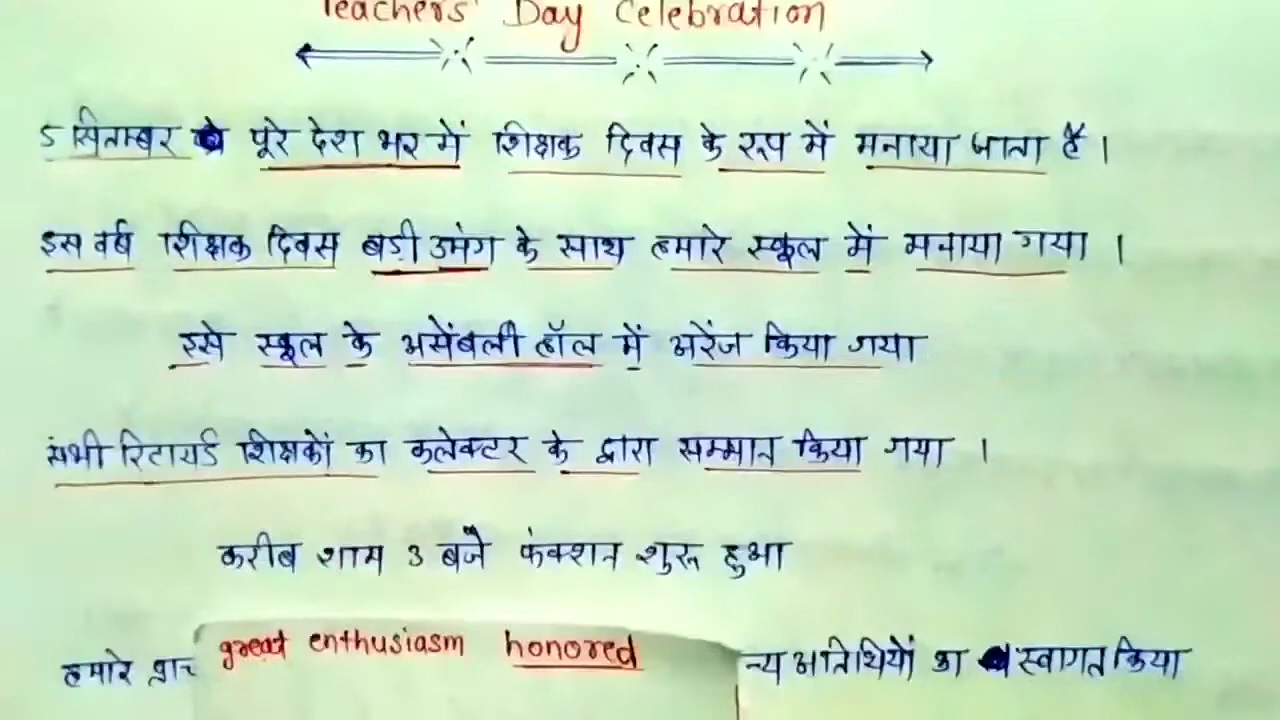 Teachers' Day Celebration
5 सितम्बर पूरे देश भर में शिक्षक दिवस के रूप में मनाया जाता है।
इस वर्ष शिक्षक दिवस बड़ी उमंग के साथ हमारे स्कूल में मनाया गया।
इसे स्कूल के असेंबली हॉल में अरेंज किया गया
सभी रिटायर्ड शिक्षकों का कलेक्टर के द्वारा सम्मान किया गया।
करीब शाम 3 बजे फंक्शन शुरू हुआ
great enthusiasm honored
हमारे अतिथियों का स्वागत किया